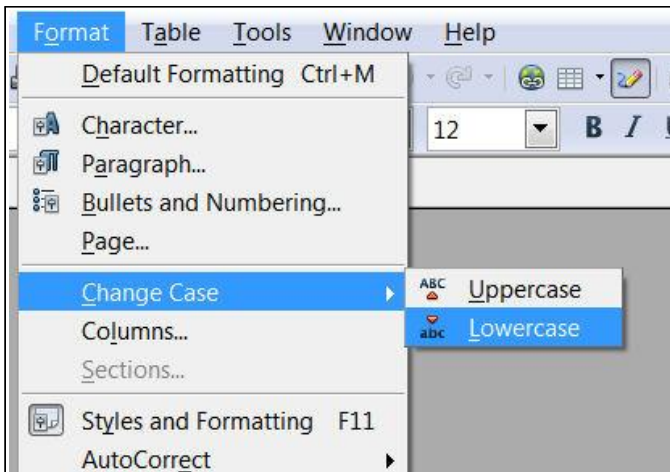 Format Table Tools Window Help
Default Formatting Ctrl+M
Character...
12 B I
Paragraph...
Bullets and Numbering...
Page...
Change Case
ABC Uppercase
Columns...
abc Lowercase
Sections...
Styles and Formatting F11
AutoCorrect